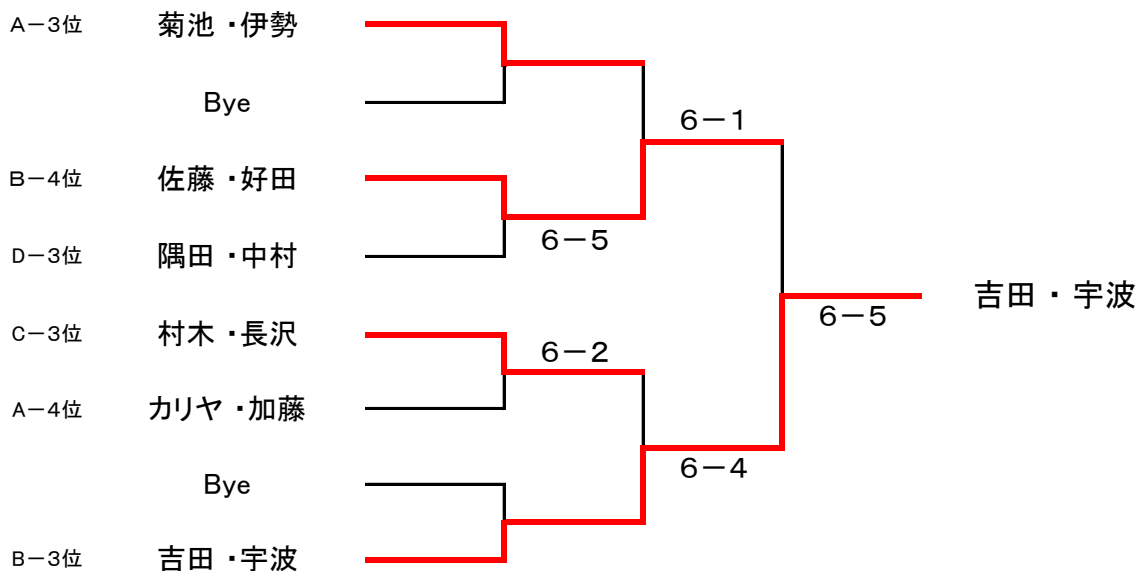 A－3位 菊池 ・伊勢
6－1
Bye
B－4位 佐藤 ・好田
6－5
D－3位 隅田 ・中村
吉田 ・ 宇波
6－5
C－3位 村木 ・長沢
6－2
A－4位 カリヤ ・加藤
6－4
Bye
B－3位 吉田 ・宇波